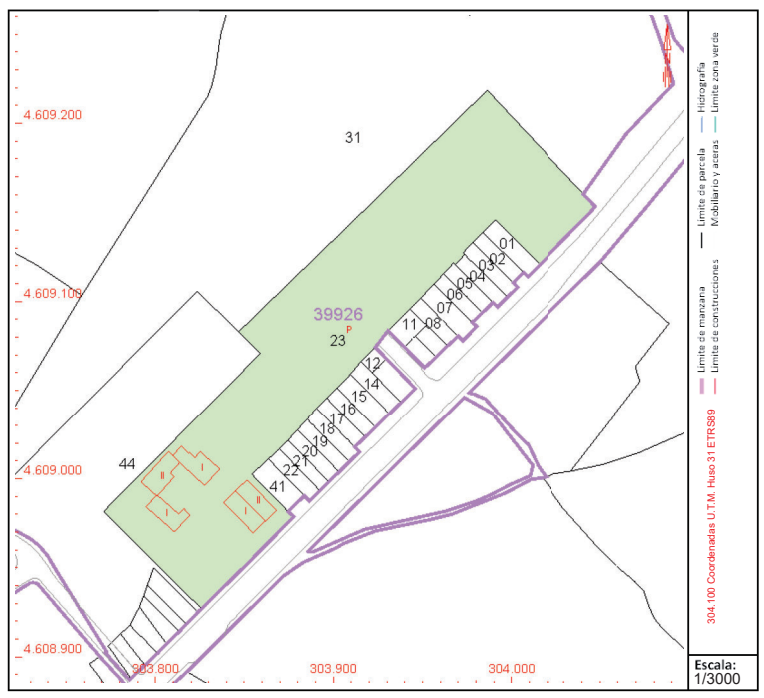 4.609.200
31
01
02
03
04
05
06
07
08
11
4.609.100
39926
P
23
12
14
15
16
17
18
19
20
21
22
41
44
4.609.000
II
I
I
II
I
4.608.900
303.800
303.900
304.000
304.100 Coordenadas U.T.M. Huso 31 ETRS89
Límite de manzana
Límite de construcciones
Límite de parcela
Mobiliario y aceras
Hidrografía
Límite zona verde
Escala:
1/3000